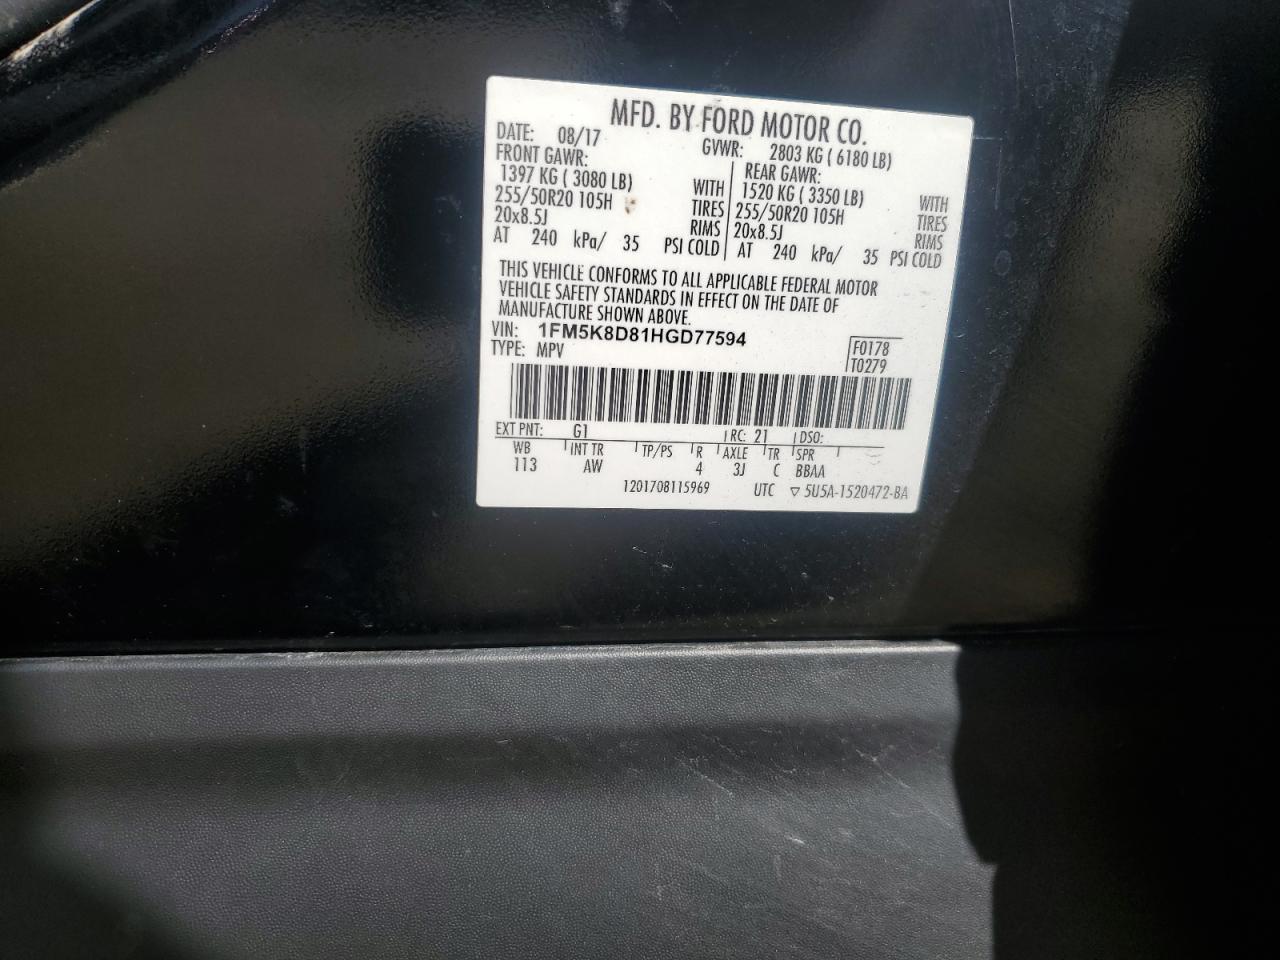 MFD. BY FORD MOTOR CO.
DATE: 08/17 GVWR: 2803 KG ( 6180 LB)
FRONT GAWR: REAR GAWR:
1397 KG ( 3080 LB) WITH 1520 KG ( 3350 LB) WITH
255/50R20 105H TIRES 255/50R20 105H TIRES
20x8.5J RIMS 20x8.5J RIMS
AT 240 kPa/ 35 PSI COLD AT 240 kPa/ 35 PSI COLD
THIS VEHICLE CONFORMS TO ALL APPLICABLE FEDERAL MOTOR
VEHICLE SAFETY STANDARDS IN EFFECT ON THE DATE OF
MANUFACTURE SHOWN ABOVE.
VIN: 1FM5K8D81HGD77594
TYPE: MPV
F0178
T0279
EXT PNT: G1 RC: 21 DSO:
WB INT TR TP/PS R AXLE TR SPR
113 AW 4 3J C BBAA
1201708115969 UTC ▽ 5U5A-1520472-BA